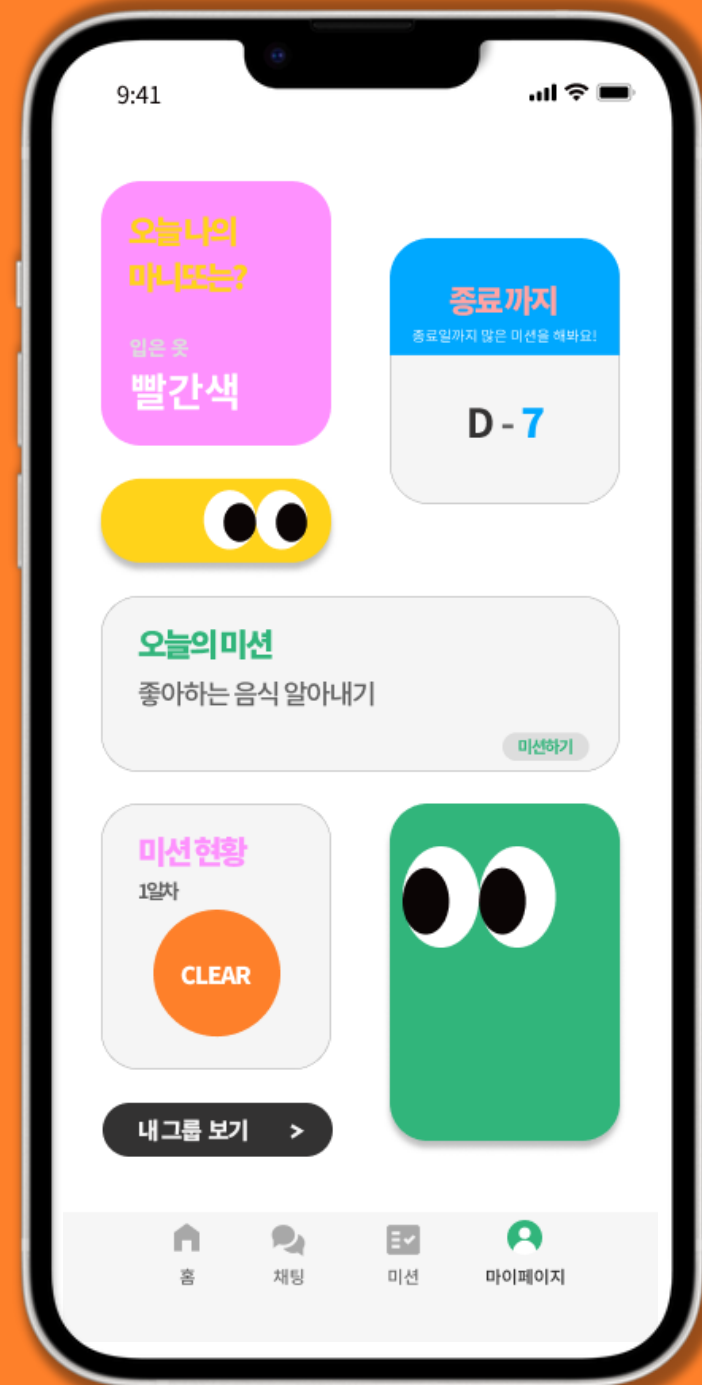 9:41
오늘 나의
마니또는?
입은 옷
빨간색
종료 까지
종료일까지 많은 미션을 해봐요!
D - 7
오늘의 미션
좋아하는 음식 알아내기
미션하기
미션 현황
1일차
CLEAR
내 그룹 보기 >
홈
채팅
미션
마이페이지